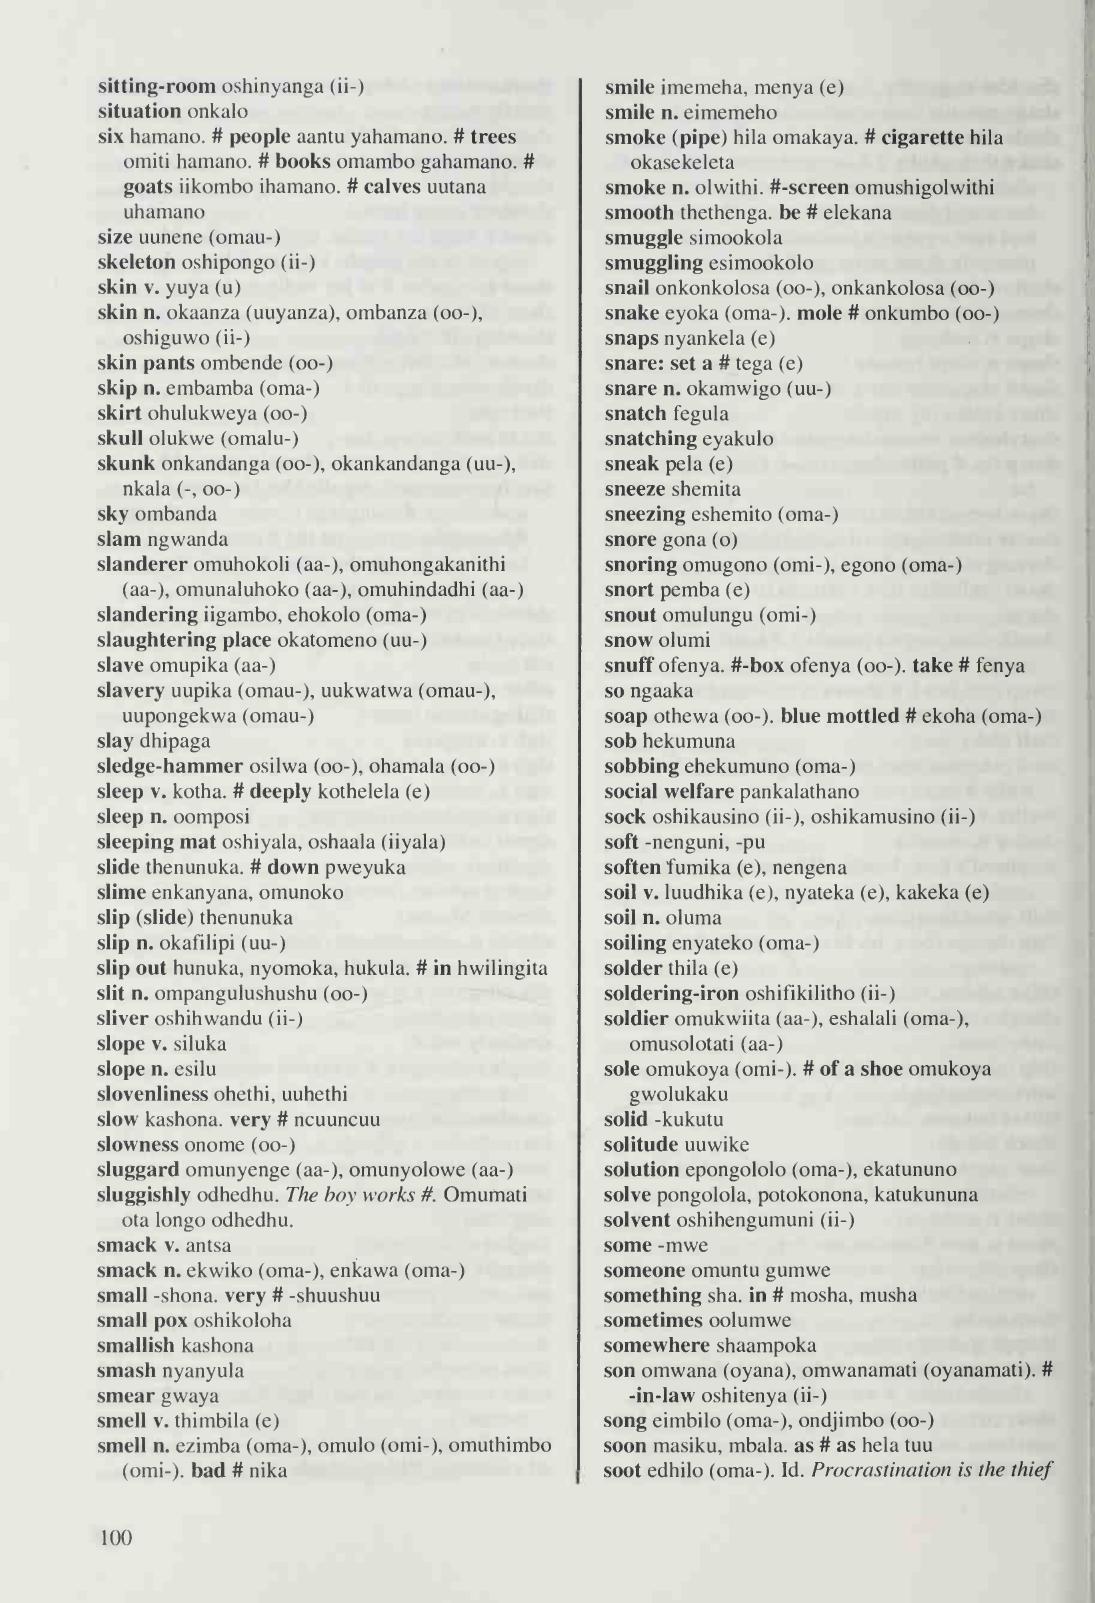 sitting-room oshinyanga (ii-)
situation onkalo
six hamano. # people aantu yahamano. # trees
omiti hamano. # books omambo gahamano. #
goats iikombo ihamano. # calves uutana
uhamano
size uunene (omau-)
skeleton oshipongo (ii-)
skin v. yuya (u)
skin n. okaanza (uuyanza), ombanza (oo-),
oshiguwo (ii-)
skin pants ombende (oo-)
skip n. embamba (oma-)
skirt ohulukweya (oo-)
skull olukwe (omalu-)
skunk onkandanga (oo-), okankandanga (uu-),
nkala (-, oo-)
sky ombanda
slam ngwanda
slanderer omuhokoli (aa-), omuhongakanithi
(aa-), omunaluhoko (aa-), omuhindadhi (aa-)
slandering iigambo, ehokolo (oma-)
slaughtering place okatomeno (uu-)
slave omupika (aa-)
slavery uupika (omau-), uukwatwa (omau-),
uupongekwa (omau-)
slay dhipaga
sledge-hammer osilwa (oo-), ohamala (oo-)
sleep v. kotha. # deeply kothelela (e)
sleep n. oomposi
sleeping mat oshiyala, oshaala (iiyala)
slide thenunuka. # down pweyuka
slime enkanyana, omunoko
slip (slide) thenunuka
slip n. okafilipi (uu-)
slip out hunuka, nyomoka, hukula. # in hwilingita
slit n. ompangulushushu (oo-)
sliver oshihwandu (ii-)
slope v. siluka
slope n. esilu
slovenliness ohethi, uuhethi
slow kashona. very # ncuuncuu
slowness onome (oo-)
sluggard omunyenge (aa-), omunyolowe (aa-)
sluggishly odhedhu. The boy works #. Omumati
ota longo odhedhu.
smack v. antsa
smack n. ekwiko (oma-), enkawa (oma-)
small -shona. very # -shuushuu
small pox oshikoloha
smallish kashona
smash nyanyula
smear gwaya
smell v. thimbila (e)
smell n. ezimba (oma-), omulo (omi-), omuthimbo
(omi-). bad # nika
smile imemeha, menya (e)
smile n. eimemeho
smoke (pipe) hila omakaya. # cigarette hila
okasekeleta
smoke n. olwithi. #-screen omushigolwithi
smooth thethenga. be # elekana
smuggle simookola
smuggling esimookolo
snail onkonkolosa (oo-), onkankolosa (oo-)
snake eyoka (oma-). mole # onkumbo (oo-)
snaps nyankela (e)
snare: set a # tega (e)
snare n. okamwigo (uu-)
snatch fegula
snatching eyakulo
sneak pela (e)
sneeze shemita
sneezing eshemito (oma-)
snore gona (o)
snoring omugono (omi-), egono (oma-)
snort pemba (e)
snout omulungu (omi-)
snow olumi
snuff ofenya. #-box ofenya (oo-). take # fenya
so ngaaka
soap othewa (oo-). blue mottled # ekoha (oma-)
sob hekumuna
sobbing ehekumuno (oma-)
social welfare pankalathano
sock oshikausino (ii-), oshikamusino (ii-)
soft -nenguni, -pu
soften fumika (e), nengena
soil v. luudhika (e), nyateka (e), kakeka (e)
soil n. oluma
soiling enyateko (oma-)
solder thila (e)
soldering-iron oshifikilitho (ii-)
soldier omukwiita (aa-), eshalali (oma-),
omusolotati (aa-)
sole omukoya (omi-). # of a shoe omukoya
gwolukaku
solid -kukutu
solitude uuwike
solution epongololo (oma-), ekatununo
solve pongolola, potokonona, katukununa
solvent oshihengumuni (ii-)
some -mwe
someone omuntu gumwe
something sha. in # mosha, musha
sometimes oolumwe
somewhere shaampoka
son omwana (oyana), omwanamati (oyanamati). #
-in-law oshitenya (ii-)
song eimbilo (oma-), ondjimbo (oo-)
soon masiku, mbala. as # as hela tuu
soot edhilo (oma-). Id. Procrastination is the thief
100